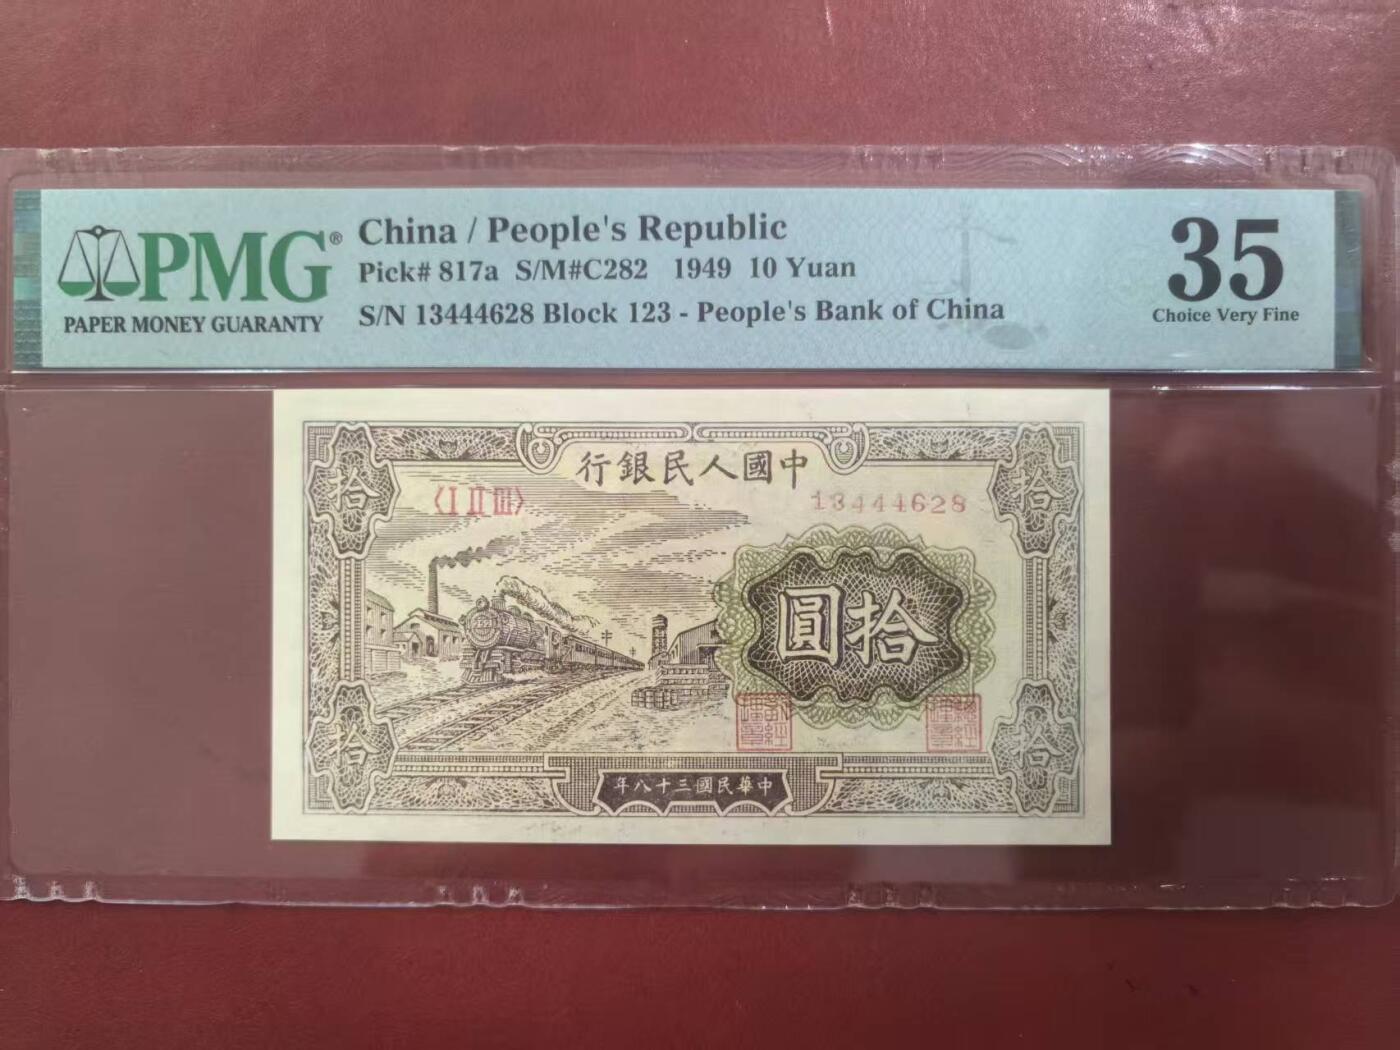 PMG®
PAPER MONEY GUARANTY
China / People's Republic
Pick# 817a S/M#C282 1949 10 Yuan
S/N 13444628 Block 123 - People's Bank of China
35
Choice Very Fine
行銀民人國中
拾
拾
〈I II III〉
13444628
圓拾
拾
拾
年八十三國民華中